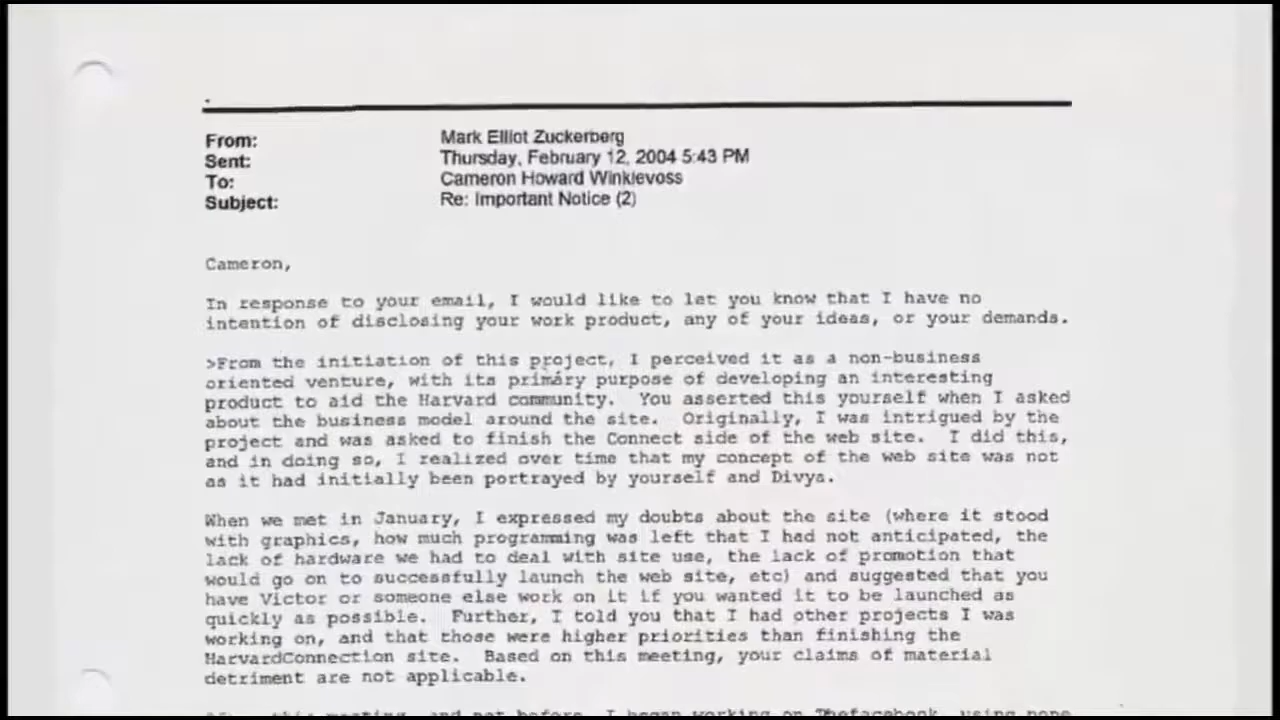 From: Mark Elliot Zuckerberg
Sent: Thursday, February 12, 2004 5:43 PM
To: Cameron Howard Winklevoss
Subject: Re: Important Notice (2)
Cameron,
In response to your email, I would like to let you know that I have no
intention of disclosing your work product, any of your ideas, or your demands.
>From the initiation of this project, I perceived it as a non-business
oriented venture, with its primary purpose of developing an interesting
product to aid the Harvard community. You asserted this yourself when I asked
about the business model around the site. Originally, I was intrigued by the
project and was asked to finish the Connect side of the web site. I did this,
and in doing so, I realized over time that my concept of the web site was not
as it had initially been portrayed by yourself and Divya.
When we met in January, I expressed my doubts about the site (where it stood
with graphics, how much programming was left that I had not anticipated, the
lack of hardware we had to deal with site use, the lack of promotion that
would go on to successfully launch the web site, etc) and suggested that you
have Victor or someone else work on it if you wanted it to be launched as
quickly as possible. Further, I told you that I had other projects I was
working on, and that those were higher priorities than finishing the
HarvardConnection site. Based on this meeting, your claims of material
detriment are not applicable.
this meeting, and not before, I began working on Thefacebook, using none